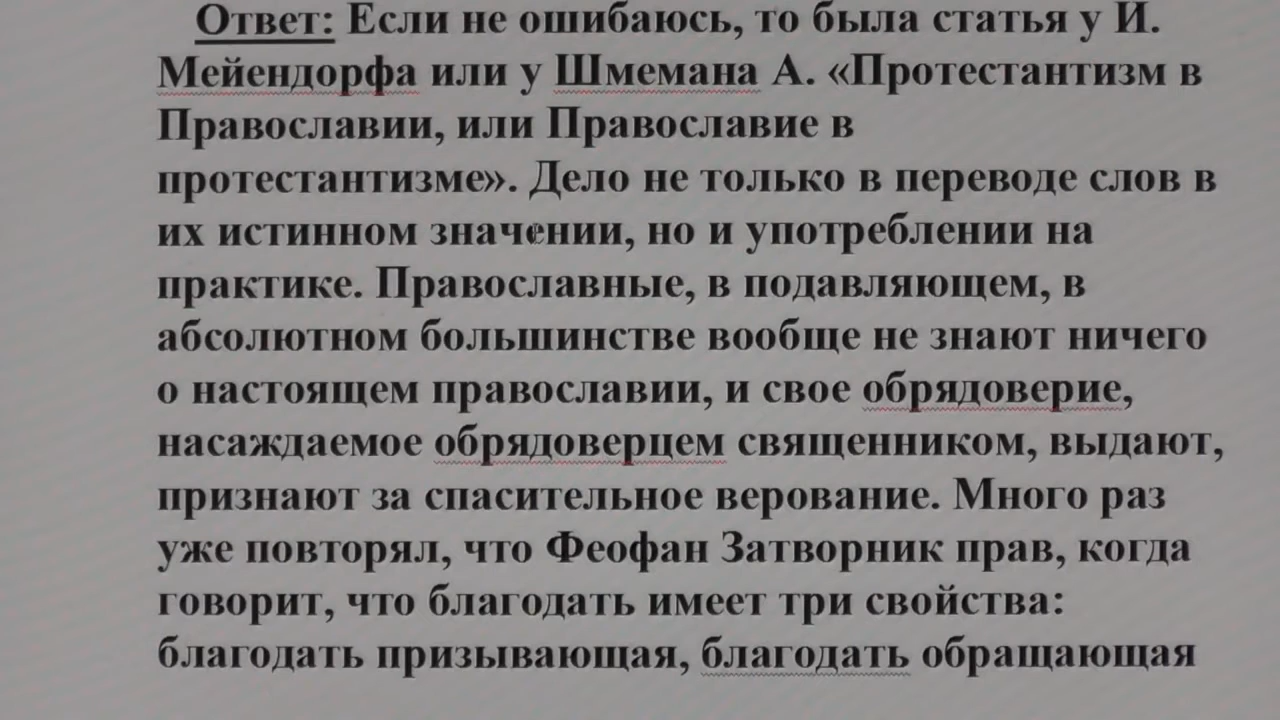 Ответ: Если не ошибаюсь, то была статья у И.
Мейендорфа или у Шмемана А. «Протестантизм в
Православии, или Православие в
протестантизме». Дело не только в переводе слов в
их истинном значении, но и употреблении на
практике. Православные, в подавляющем, в
абсолютном большинстве вообще не знают ничего
о настоящем православии, и свое обрядоверие,
насаждаемое обрядоверцем священником, выдают,
признают за спасительное верование. Много раз
уже повторял, что Феофан Затворник прав, когда
говорит, что благодать имеет три свойства:
благодать призывающая, благодать обращающая